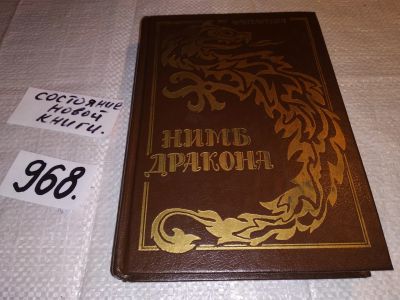 состояние
новой
книги.
968.
НИМБ
ДРАКОНА